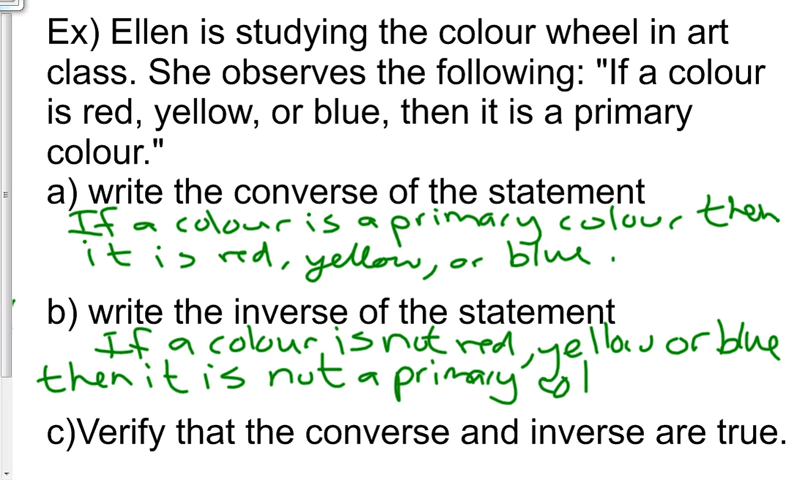 Ex) Ellen is studying the colour wheel in art
class. She observes the following: "If a colour
is red, yellow, or blue, then it is a primary
colour."
a) write the converse of the statement
If a colour is a primary colour then
it is red, yellow, or blue.
b) write the inverse of the statement
If a colour is not red, yellow or blue
then it is not a primary col
c)Verify that the converse and inverse are true.